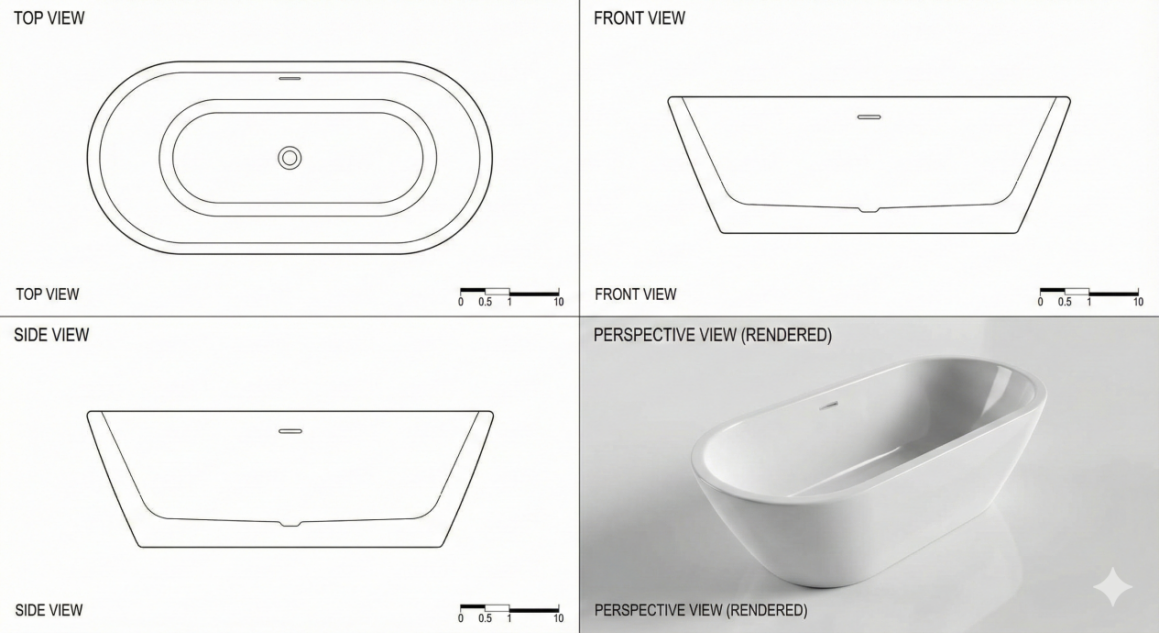 TOP VIEW
TOP VIEW
0 0.5 1 10
FRONT VIEW
FRONT VIEW
0 0.5 1 10
SIDE VIEW
SIDE VIEW
0 0.5 1 10
PERSPECTIVE VIEW (RENDERED)
PERSPECTIVE VIEW (RENDERED)